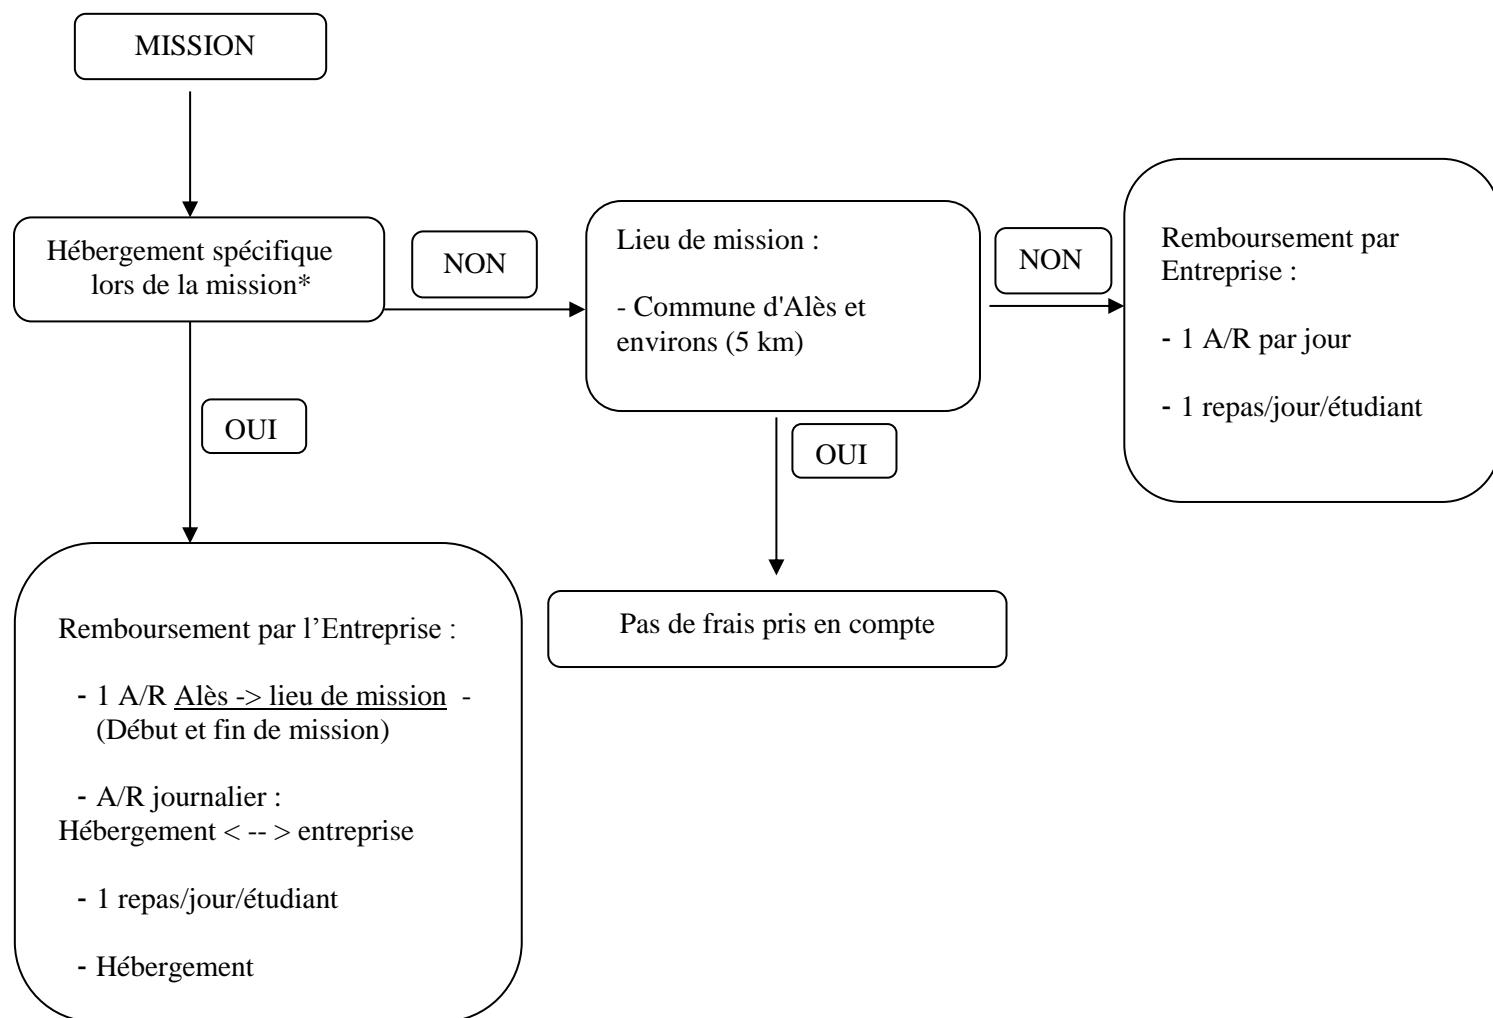 MISSION
Hébergement spécifique
lors de la mission*
NON
Lieu de mission :
- Commune d'Alès et
environs (5 km)
NON
Remboursement par
Entreprise :
- 1 A/R par jour
- 1 repas/jour/étudiant
OUI
OUI
Pas de frais pris en compte
Remboursement par l’Entreprise :
- 1 A/R Alès -> lieu de mission -
(Début et fin de mission)
- A/R journalier :
Hébergement < -- > entreprise
- 1 repas/jour/étudiant
- Hébergement